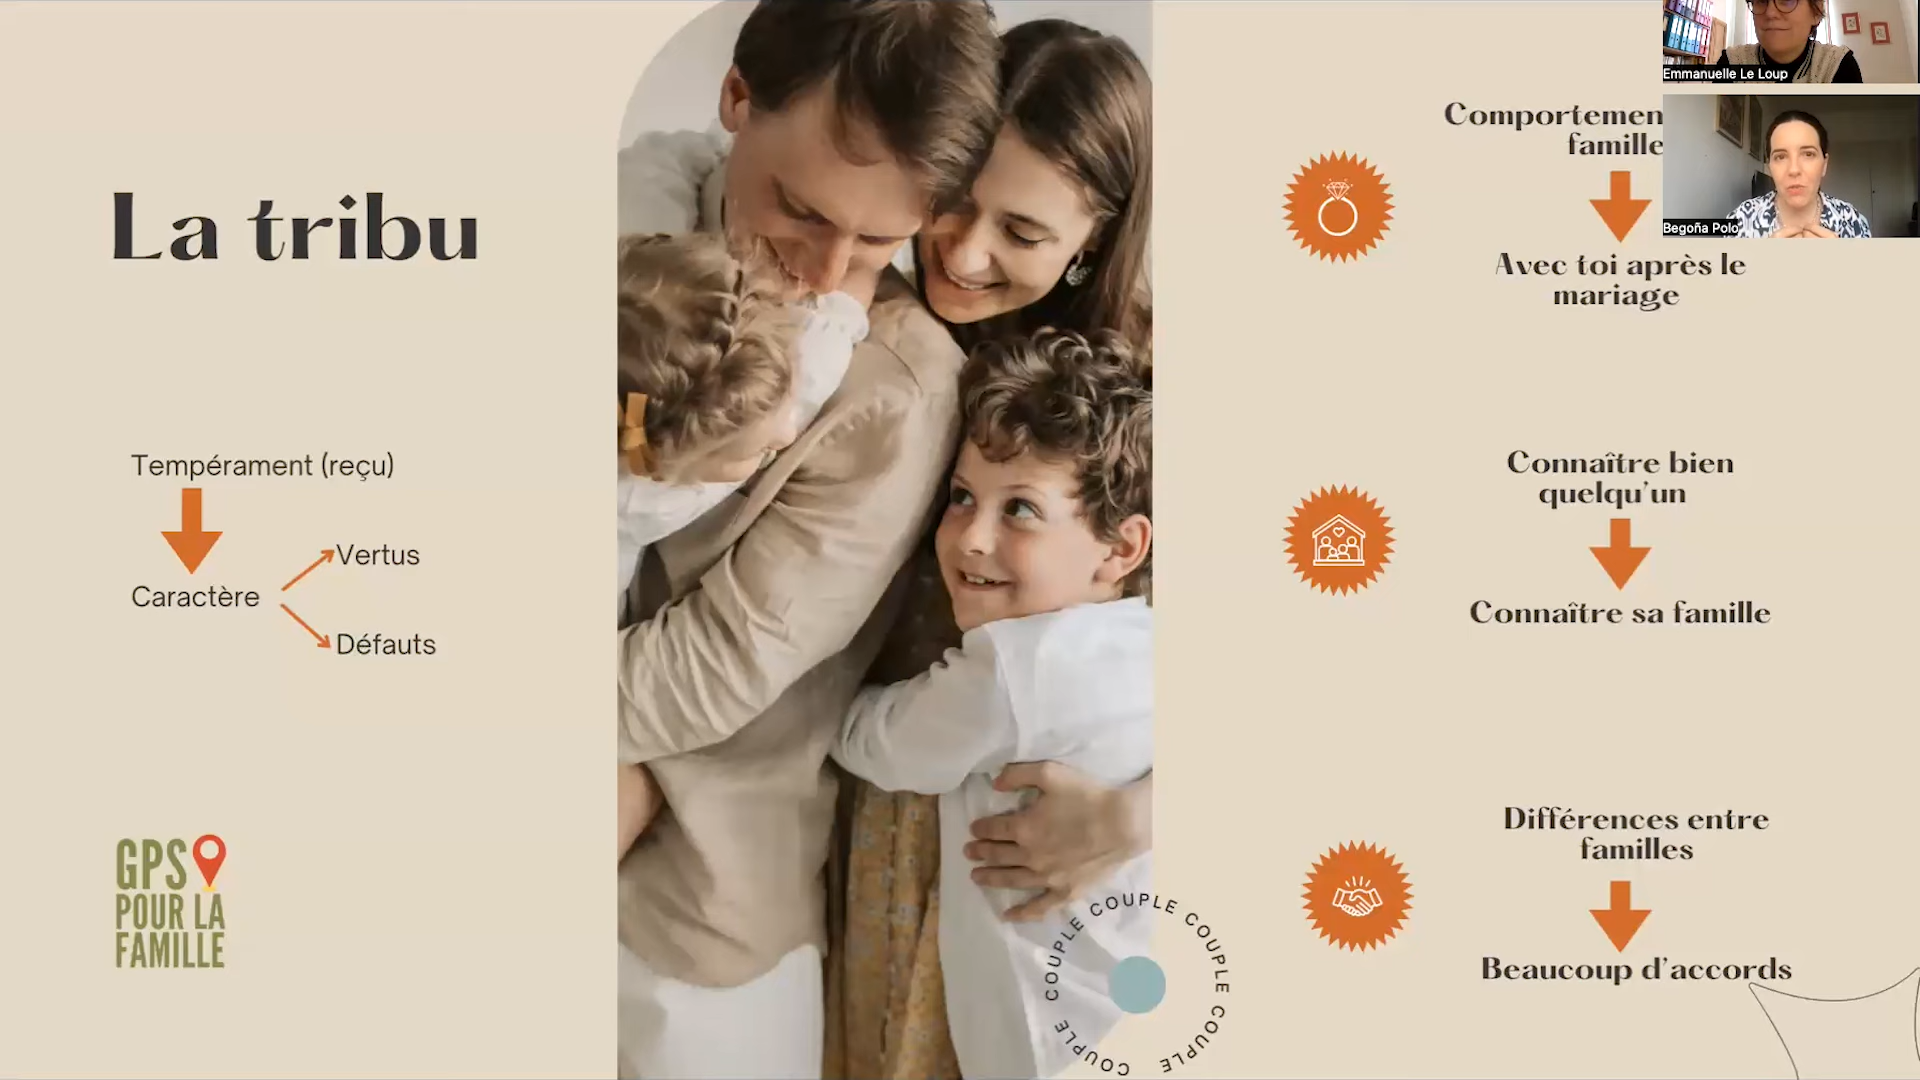 La tribu
Tempérament (reçu)
Caractère
Vertus
Défauts
GPS
POUR LA
FAMILLE
COUPLE COUPLE COUPLE COUPLE COUPLE COUPLE
Emmanuelle Le Loup
Begoña Polo
Comportemen
famille
Avec toi après le
mariage
Connaître bien
quelqu'un
Connaître sa famille
Différences entre
familles
Beaucoup d'accords